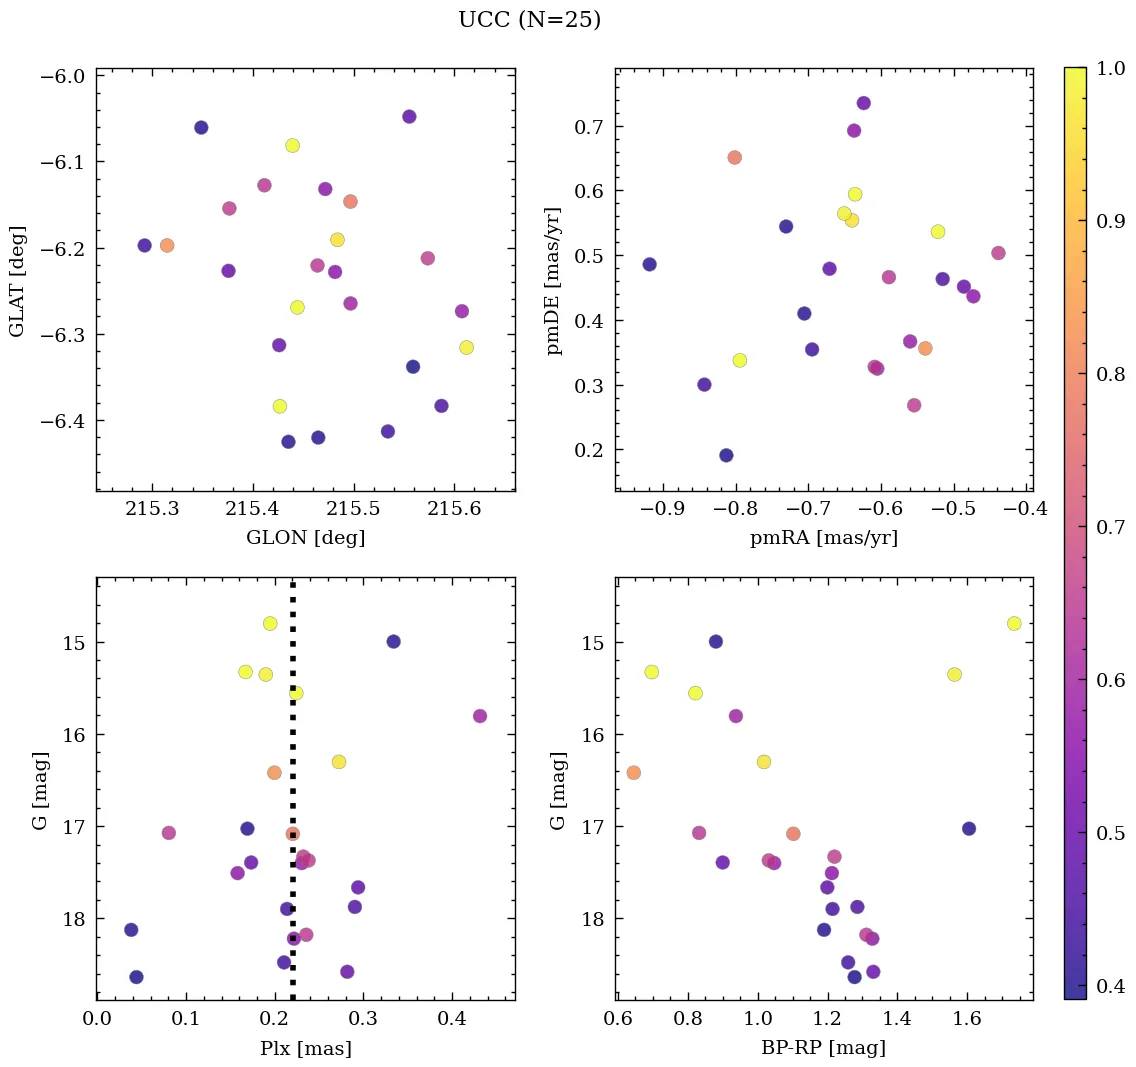 UCC (N=25)
−6.0
−6.1
−6.2
−6.3
−6.4
GLAT [deg]
215.3 215.4 215.5 215.6
GLON [deg]
0.7
0.6
0.5
0.4
0.3
0.2
pmDE [mas/yr]
−0.9 −0.8 −0.7 −0.6 −0.5 −0.4
pmRA [mas/yr]
1.0
0.9
0.8
0.7
0.6
0.5
0.4
15
16
17
18
G [mag]
0.0 0.1 0.2 0.3 0.4
Plx [mas]
15
16
17
18
G [mag]
0.6 0.8 1.0 1.2 1.4 1.6
BP-RP [mag]